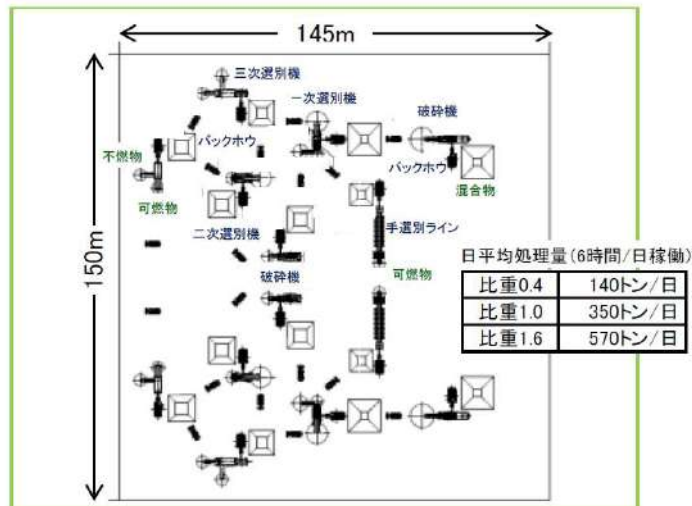 145m
三次選別機
一次選別機
破砕機
バックホウ
バックホウ
不燃物
混合物
可燃物
150m
二次選別機
手選別ライン
破砕機
可燃物
日平均処理量(6時間/日稼働)
比重0.4 140トン/日
比重1.0 350トン/日
比重1.6 570トン/日